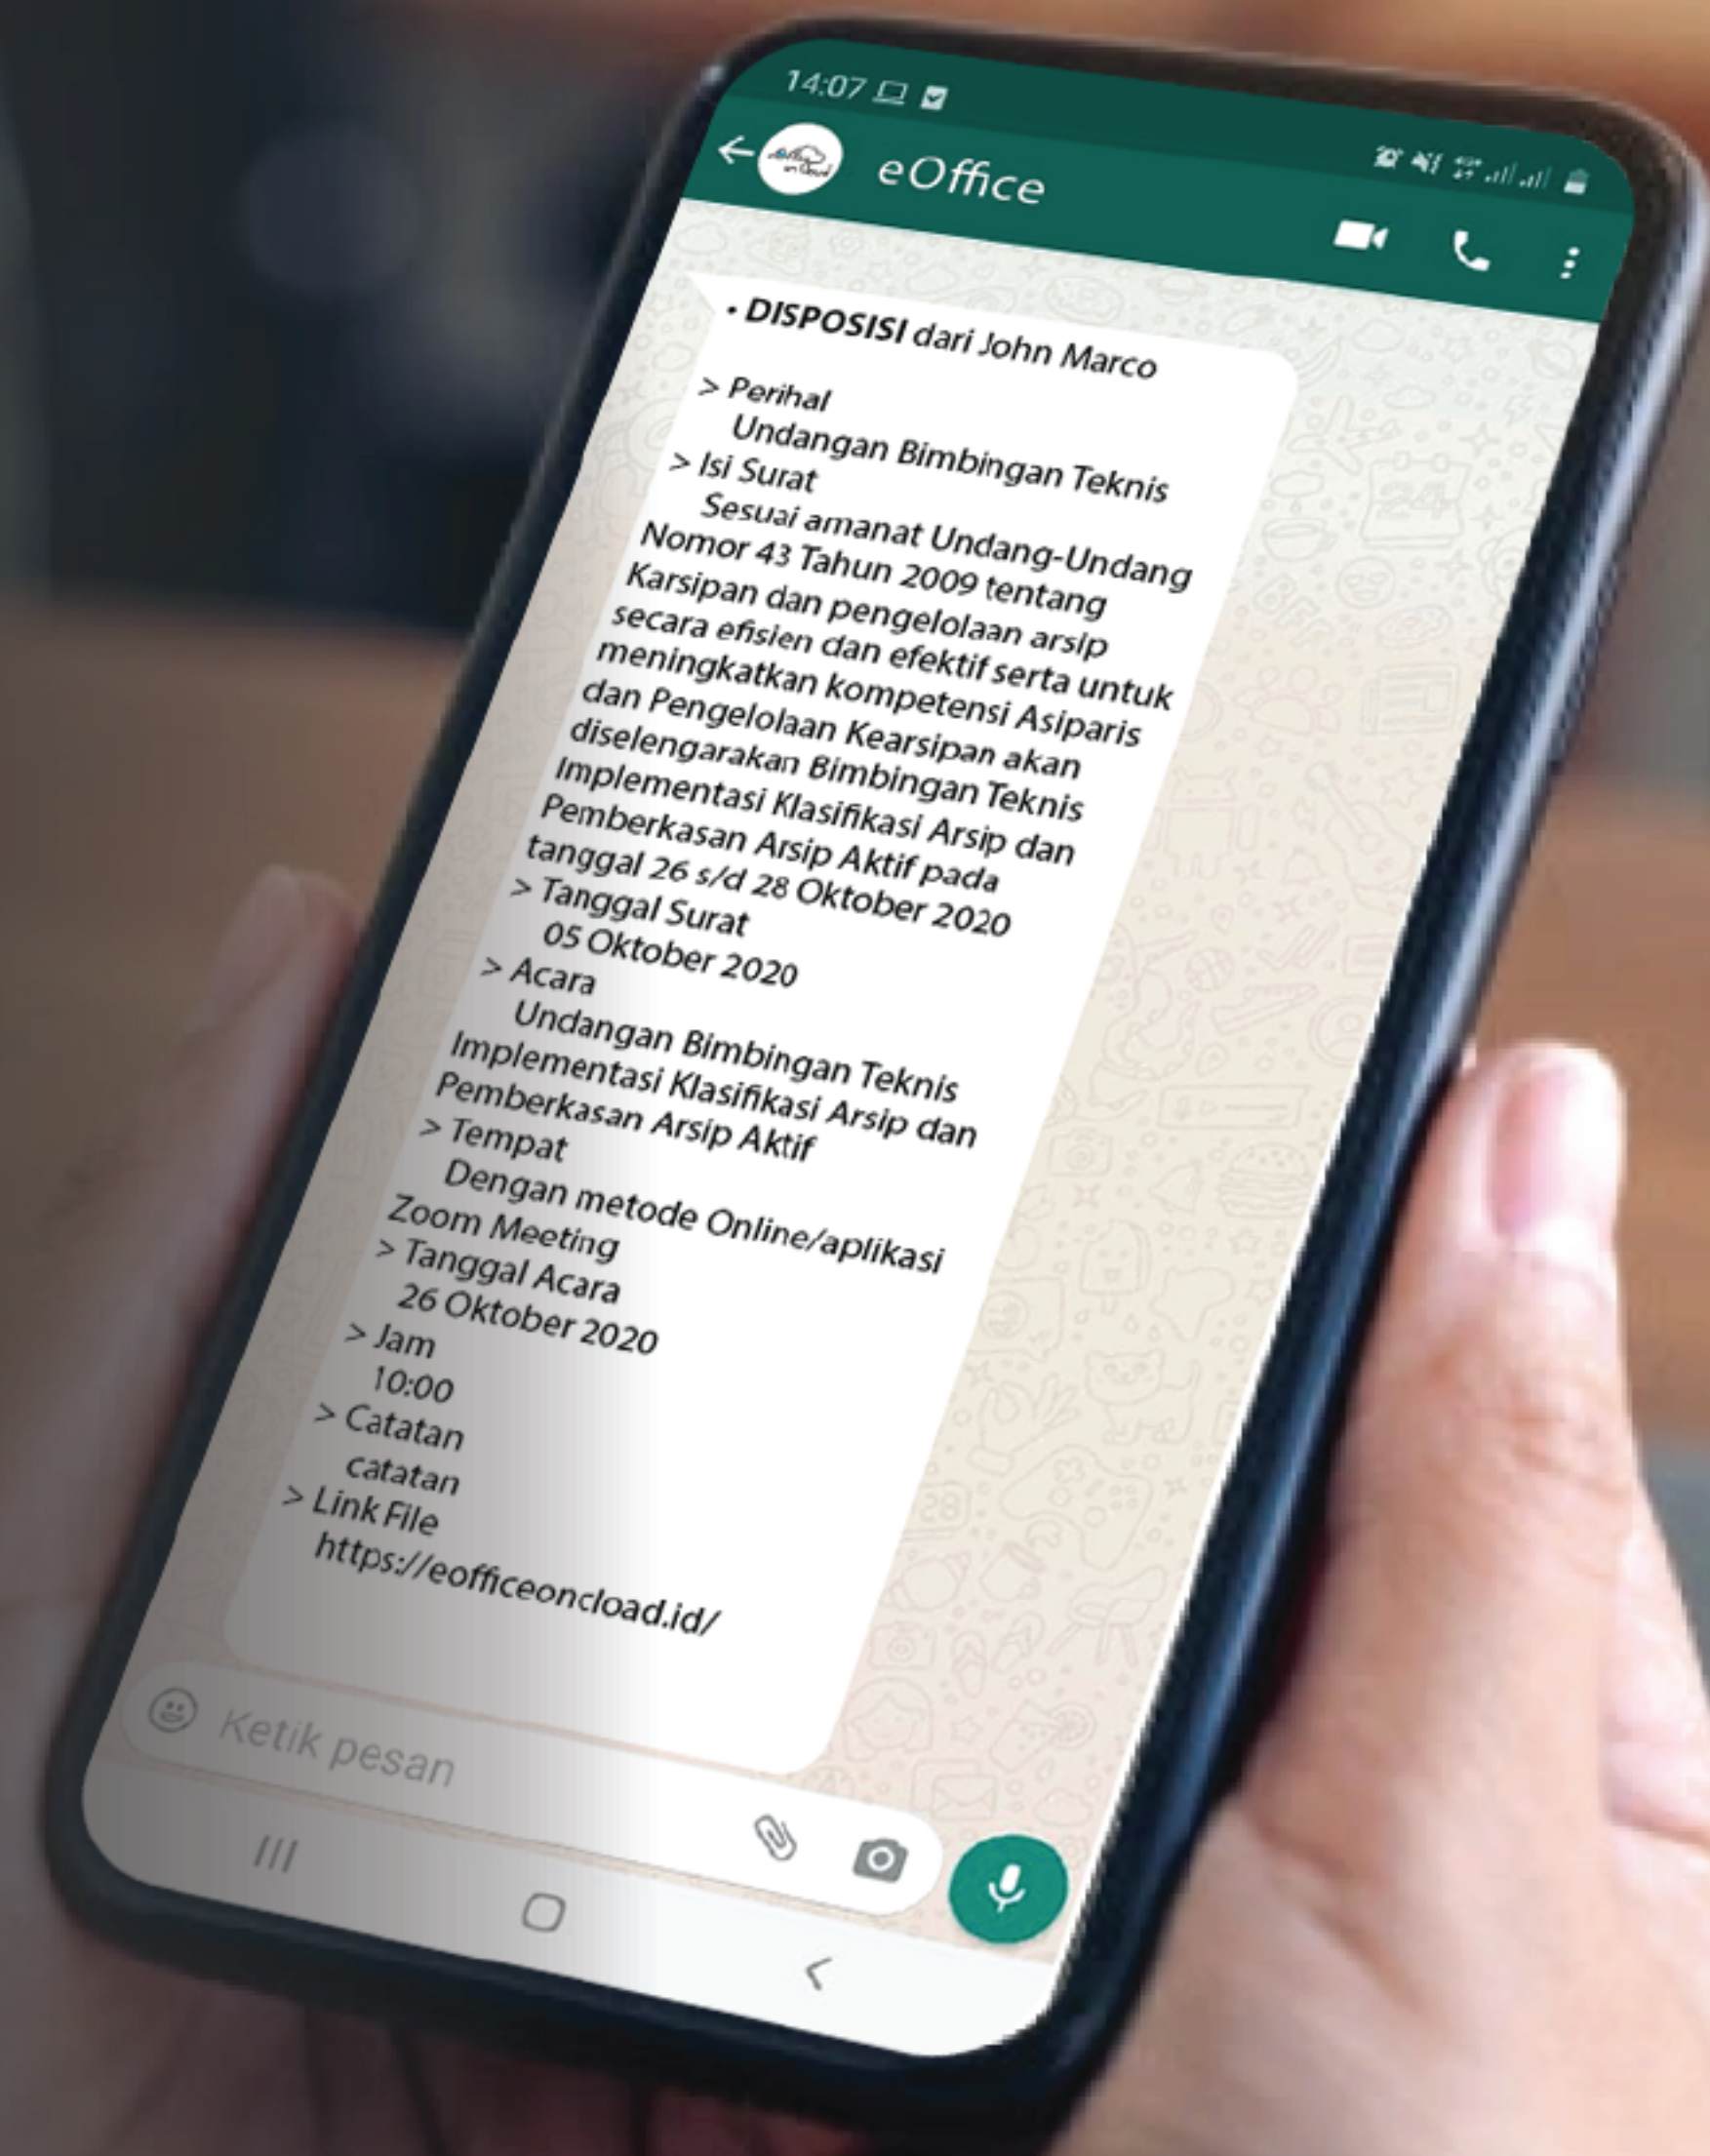 14:07
eOffice
• DISPOSISI dari John Marco
> Perihal
Undangan Bimbingan Teknis
> Isi Surat
Sesuai amanat Undang-Undang
Nomor 43 Tahun 2009 tentang
Karsipan dan pengelolaan arsip
secara efisien dan efektif serta untuk
meningkatkan kompetensi Asiparis
dan Pengelolaan Kearsipan akan
diselengarakan Bimbingan Teknis
Implementasi Klasifikasi Arsip dan
Pemberkasan Arsip Aktif pada
tanggal 26 s/d 28 Oktober 2020
> Tanggal Surat
05 Oktober 2020
> Acara
Undangan Bimbingan Teknis
Implementasi Klasifikasi Arsip dan
Pemberkasan Arsip Aktif
> Tempat
Dengan metode Online/aplikasi
Zoom Meeting
> Tanggal Acara
26 Oktober 2020
> Jam
10:00
> Catatan
catatan
> Link File
https://eofficeoncload.id/
Ketik pesan